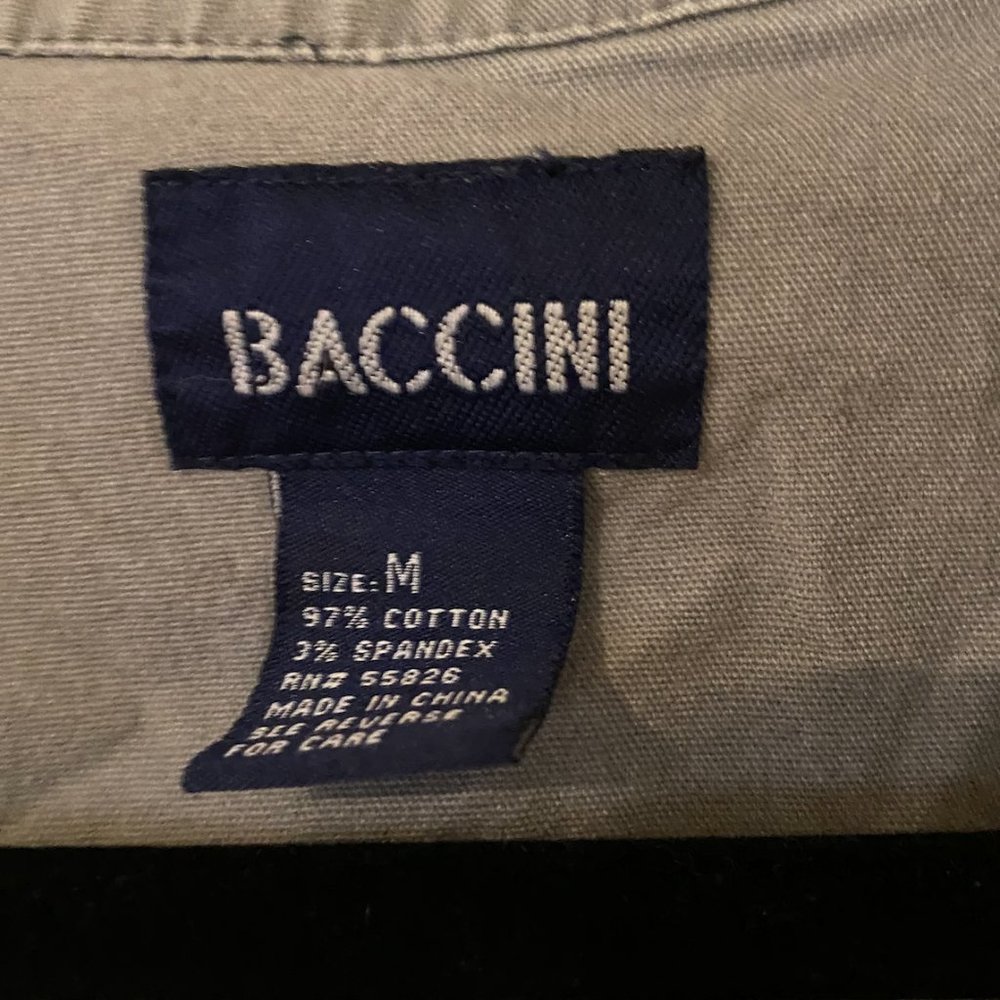 BACCINI
SIZE: M
97% COTTON
3% SPANDEX
RN# 55826
MADE IN CHINA
SEE REVERSE
FOR CARE